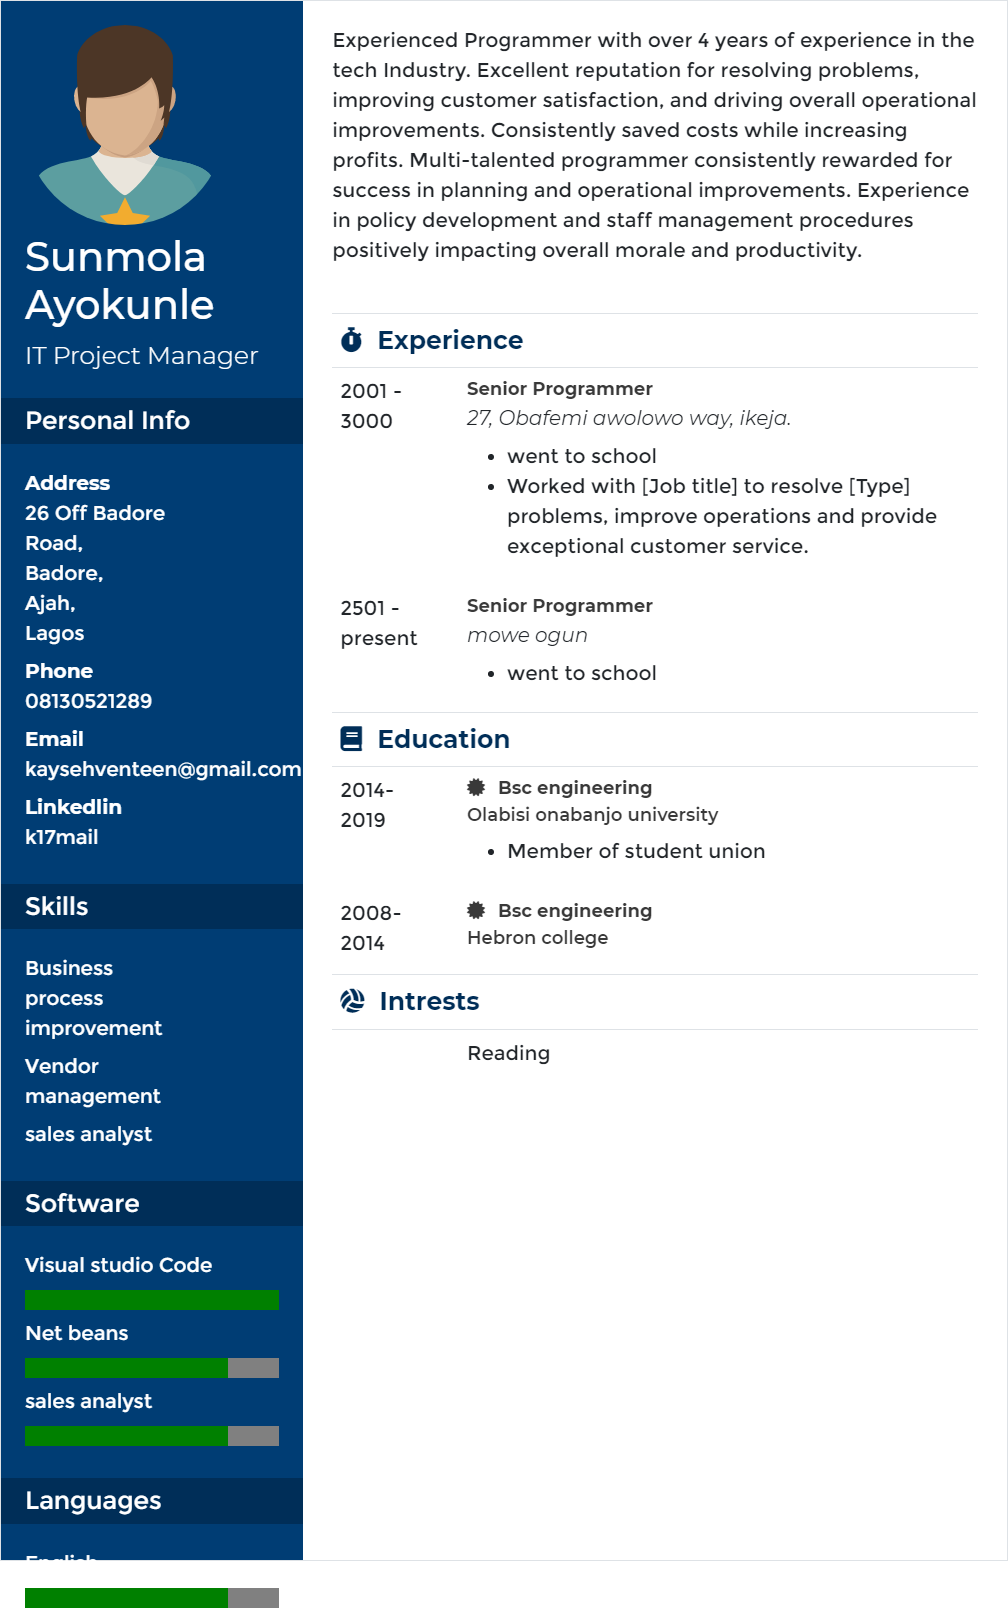 Sunmola
Ayokunle
IT Project Manager
Personal Info
Address
26 Off Badore
Road,
Badore,
Ajah,
Lagos
Phone
08130521289
Email
kaysehventeen@gmail.com
Linkedlin
k17mail
Skills
Business
process
improvement
Vendor
management
sales analyst
Software
Visual studio Code
Net beans
sales analyst
Languages
English
Experienced Programmer with over 4 years of experience in the
tech Industry. Excellent reputation for resolving problems,
improving customer satisfaction, and driving overall operational
improvements. Consistently saved costs while increasing
profits. Multi-talented programmer consistently rewarded for
success in planning and operational improvements. Experience
in policy development and staff management procedures
positively impacting overall morale and productivity.
Experience
2001 -
3000
Senior Programmer
27, Obafemi awolowo way, ikeja.
• went to school
• Worked with [Job title] to resolve [Type]
problems, improve operations and provide
exceptional customer service.
2501 -
present
Senior Programmer
mowe ogun
• went to school
Education
2014-
2019
Bsc engineering
Olabisi onabanjo university
• Member of student union
2008-
2014
Bsc engineering
Hebron college
Intrests
Reading